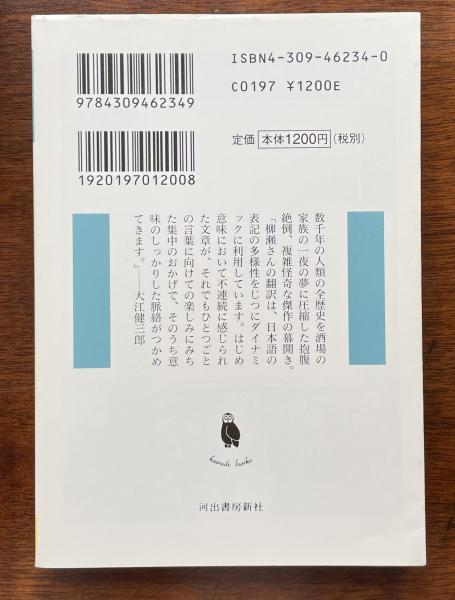 9784309462349
1920197012008
ISBN4-309-46234-0
C0197 ¥1200E
定価 本体1200円(税別)
数千年の人類の全歴史を酒場の
家族の一夜の夢に圧縮した抱腹
絶倒、複雑怪奇な傑作の幕開き。
「柳瀬さんの翻訳は、日本語の
表記の多様性をじつにダイナミ
ックに利用しています。はじめ
意味において不連続に感じられ
た文章が、それでもひとつごと
の言葉に向けての楽しみにみち
た集中のおかげで、そのうち意
味のしっかりした脈絡がつかめ
てきます。」——大江健三郎
kawade bunko
河出書房新社